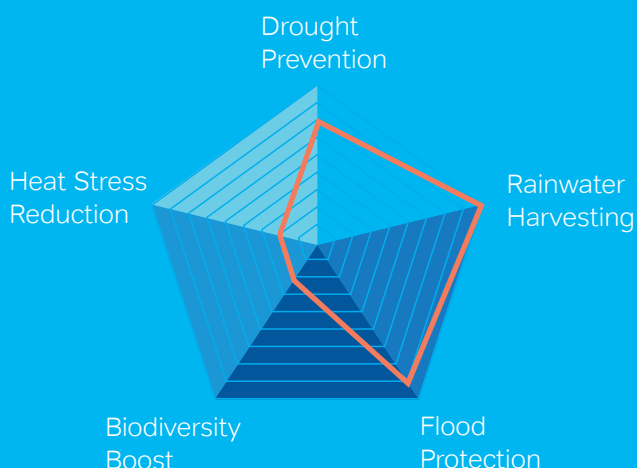 Drought
Prevention
Heat Stress
Reduction
Rainwater
Harvesting
Biodiversity
Boost
Flood
Protection